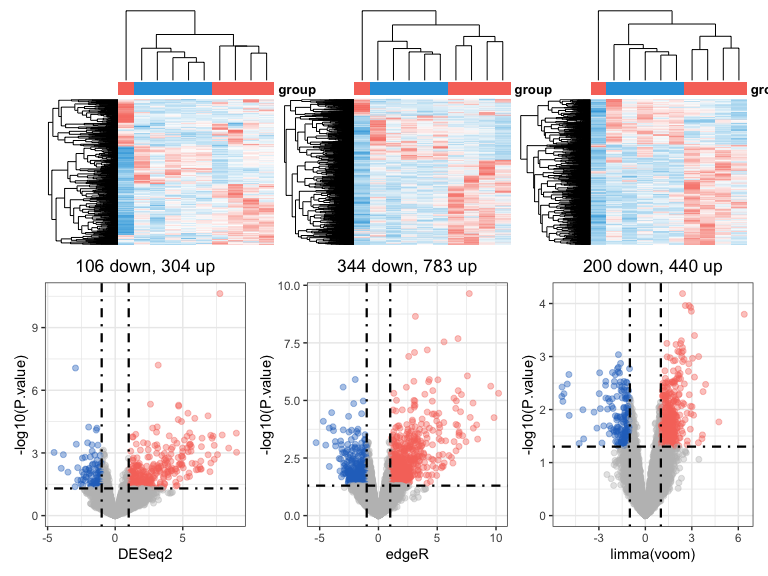 group
group
gro
106 down, 304 up
344 down, 783 up
200 down, 440 up
-log10(P.value)
9
6
3
0
-5
0
5
DESeq2
-log10(P.value)
10.0
7.5
5.0
2.5
0.0
-5
0
5
10
edgeR
-log10(P.value)
4
3
2
1
0
-3
0
3
6
limma(voom)